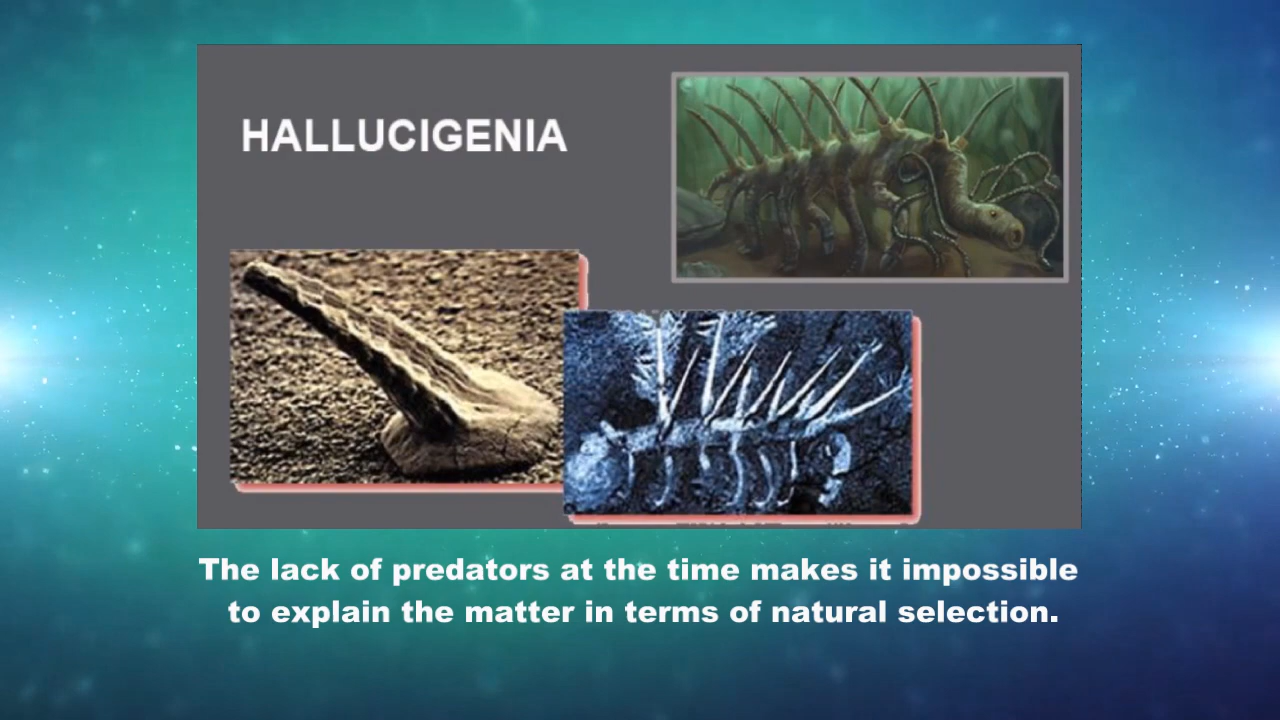 HALLUCIGENIA
The lack of predators at the time makes it impossible
to explain the matter in terms of natural selection.